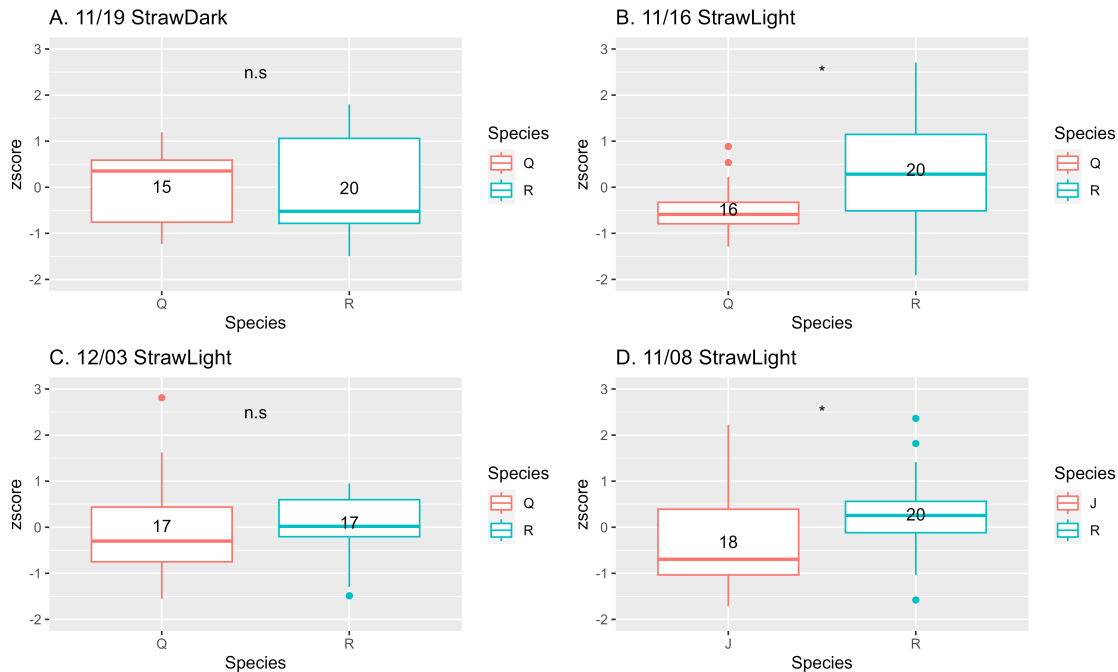 A. 11/19 StrawDark
3
2
1
0
-1
-2
zscore
n.s
15
20
Q
R
Species
Species
Q
R
B. 11/16 StrawLight
3
2
1
0
-1
-2
zscore
*
16
20
Q
R
Species
Species
Q
R
C. 12/03 StrawLight
3
2
1
0
-1
-2
zscore
n.s
17
17
Q
R
Species
Species
Q
R
D. 11/08 StrawLight
3
2
1
0
-1
-2
zscore
*
18
20
J
R
Species
Species
J
R